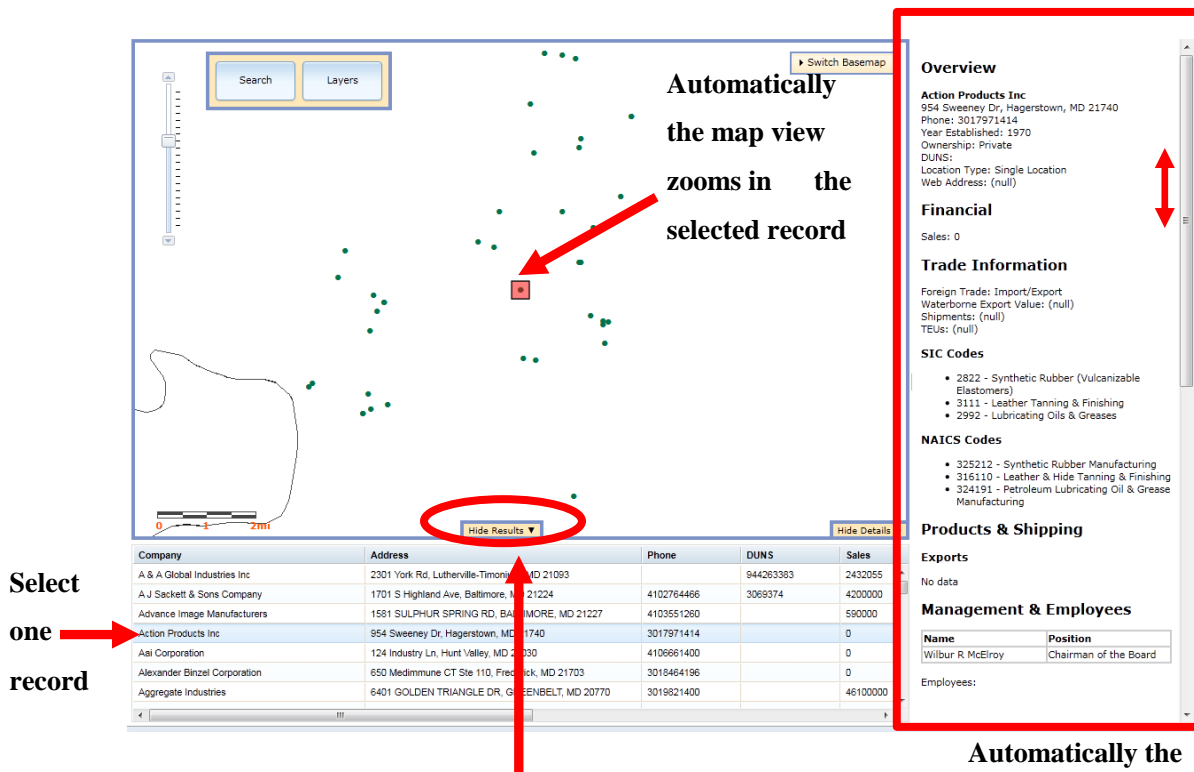 Search
Layers
Switch Basemap
Automatically
the map view
zooms in the
selected record
0 1 2mi
Hide Results ▼
Hide Details
Company Address Phone DUNS Sales
A & A Global Industries Inc 2301 York Rd, Lutherville-Timonium, MD 21093 944263383 2432055
A J Sackett & Sons Company 1701 S Highland Ave, Baltimore, MD 21224 4102764466 3069374 4200000
Advance Image Manufacturers 1581 SULPHUR SPRING RD, BALTIMORE, MD 21227 4103551260 590000
Action Products Inc 954 Sweeney Dr, Hagerstown, MD 21740 3017971414 0
Aai Corporation 124 Industry Ln, Hunt Valley, MD 21030 4106661400 0
Alexander Binzel Corporation 650 Medimmune CT Ste 110, Frederick, MD 21703 3018464196 0
Aggregate Industries 6401 GOLDEN TRIANGLE DR, GREENBELT, MD 20770 3019821400 46100000
Select
one
record
Overview
Action Products Inc
954 Sweeney Dr, Hagerstown, MD 21740
Phone: 3017971414
Year Established: 1970
Ownership: Private
DUNS:
Location Type: Single Location
Web Address: (null)
Financial
Sales: 0
Trade Information
Foreign Trade: Import/Export
Waterborne Export Value: (null)
Shipments: (null)
TEUs: (null)
SIC Codes
• 2822 - Synthetic Rubber (Vulcanizable
Elastomers)
• 3111 - Leather Tanning & Finishing
• 2992 - Lubricating Oils & Greases
NAICS Codes
• 325212 - Synthetic Rubber Manufacturing
• 316110 - Leather & Hide Tanning & Finishing
• 324191 - Petroleum Lubricating Oil & Grease
Manufacturing
Products & Shipping
Exports
No data
Management & Employees
Name Position
Wilbur R McElroy Chairman of the Board
Employees:
Automatically the